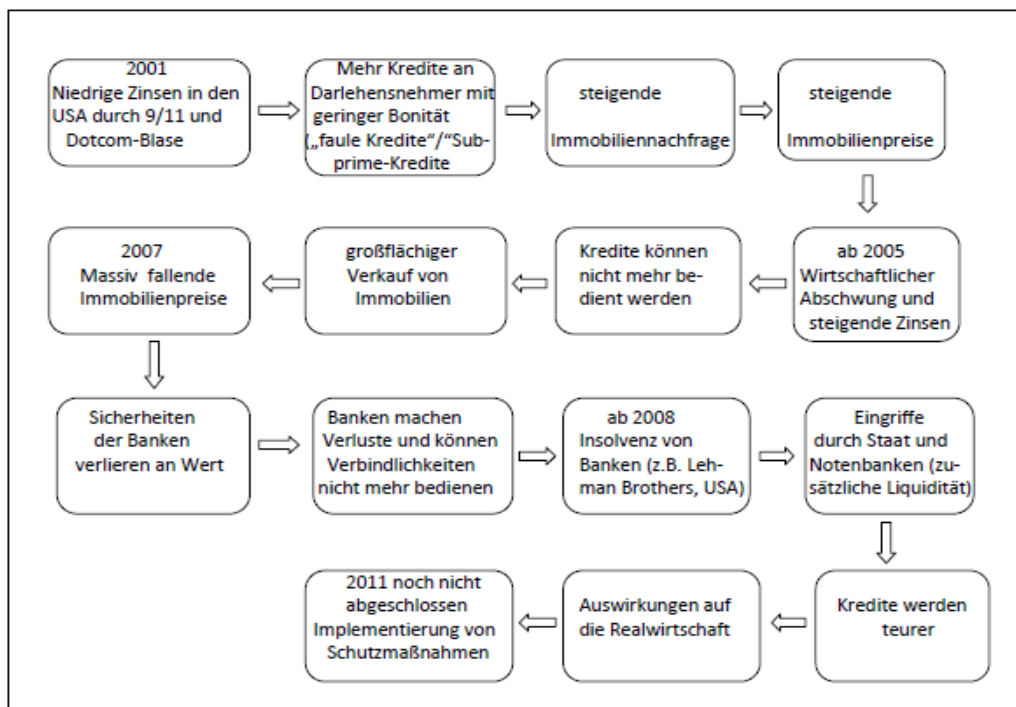 2001
Niedrige Zinsen in den
USA durch 9/11 und
Dotcom-Blase
Mehr Kredite an
Darlehensnehmer mit
geringer Bonität
(„faule Kredite“/“Sub-
prime-Kredite
steigende
Immobiliennachfrage
steigende
Immobilienpreise
ab 2005
Wirtschaftlicher
Abschwung und
steigende Zinsen
Kredite können
nicht mehr be-
dient werden
großflächiger
Verkauf von
Immobilien
2007
Massiv fallende
Immobilienpreise
Sicherheiten
der Banken
verlieren an Wert
Banken machen
Verluste und können
Verbindlichkeiten
nicht mehr bedienen
ab 2008
Insolvenz von
Banken (z.B. Leh-
man Brothers, USA)
Eingriffe
durch Staat und
Notenbanken (zu-
sätzliche Liquidität)
Kredite werden
teurer
Auswirkungen auf
die Realwirtschaft
2011 noch nicht
abgeschlossen
Implementierung von
Schutzmaßnahmen